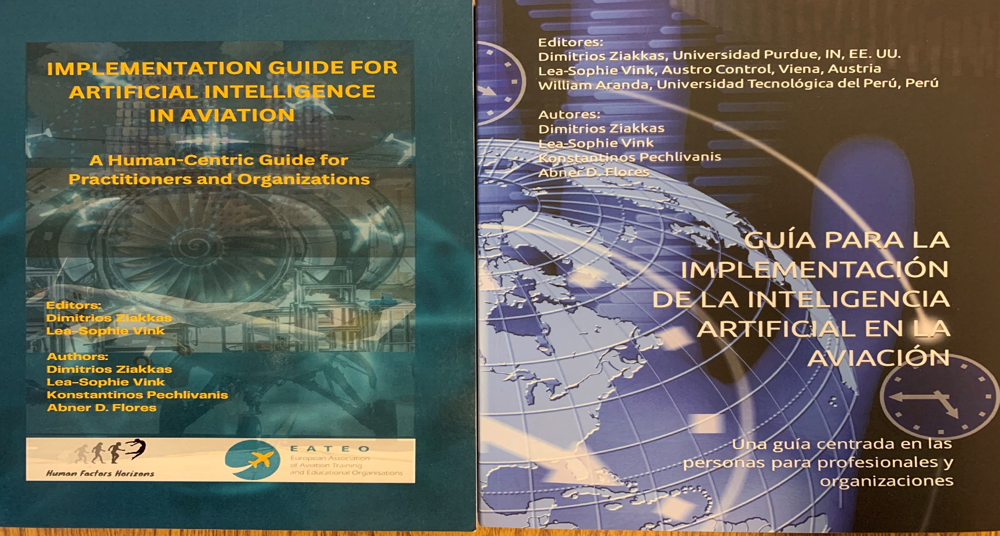 IMPLEMENTATION GUIDE FOR
ARTIFICIAL INTELLIGENCE
IN AVIATION
A Human-Centric Guide for
Practitioners and Organizations
Editors:
Dimitrios Ziakkas
Lea-Sophie Vink
Authors:
Dimitrios Ziakkas
Lea-Sophie Vink
Konstantinos Pechlivanis
Abner D. Flores
Human Factors Horizons
EATEO
European Association
of Aviation Training
and Educational Organisations
Editores:
Dimitrios Ziakkas, Universidad Purdue, IN, EE. UU.
Lea-Sophie Vink, Austro Control, Viena, Austria
William Aranda, Universidad Tecnológica del Perú, Perú
Autores:
Dimitrios Ziakkas
Lea-Sophie Vink
Konstantinos Pechlivanis
Abner D. Flores
GUÍA PARA LA
IMPLEMENTACIÓN
DE LA INTELIGENCIA
ARTIFICIAL EN LA
AVIACIÓN
Una guía centrada en las
personas para profesionales y
organizaciones